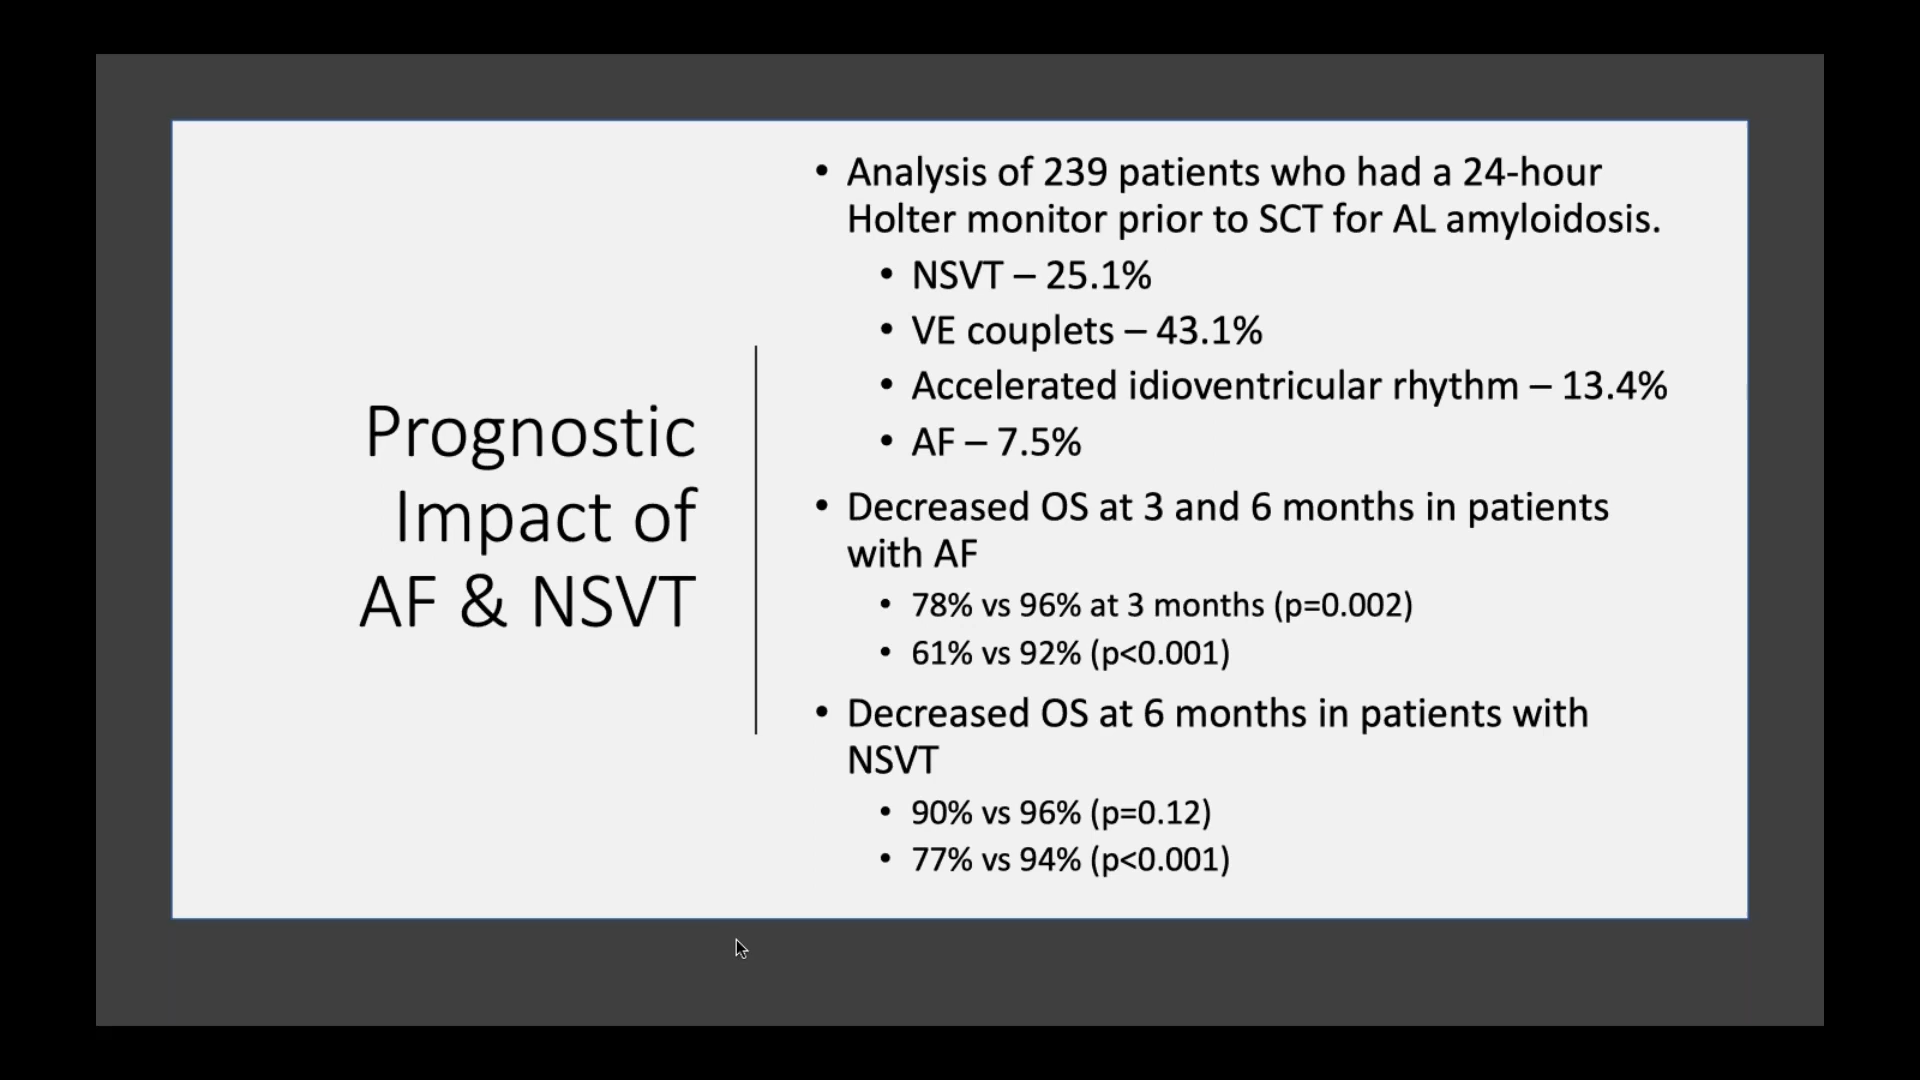 Prognostic
Impact of
AF & NSVT
• Analysis of 239 patients who had a 24-hour
Holter monitor prior to SCT for AL amyloidosis.
• NSVT – 25.1%
• VE couplets – 43.1%
• Accelerated idioventricular rhythm – 13.4%
• AF – 7.5%
• Decreased OS at 3 and 6 months in patients
with AF
• 78% vs 96% at 3 months (p=0.002)
• 61% vs 92% (p<0.001)
• Decreased OS at 6 months in patients with
NSVT
• 90% vs 96% (p=0.12)
• 77% vs 94% (p<0.001)